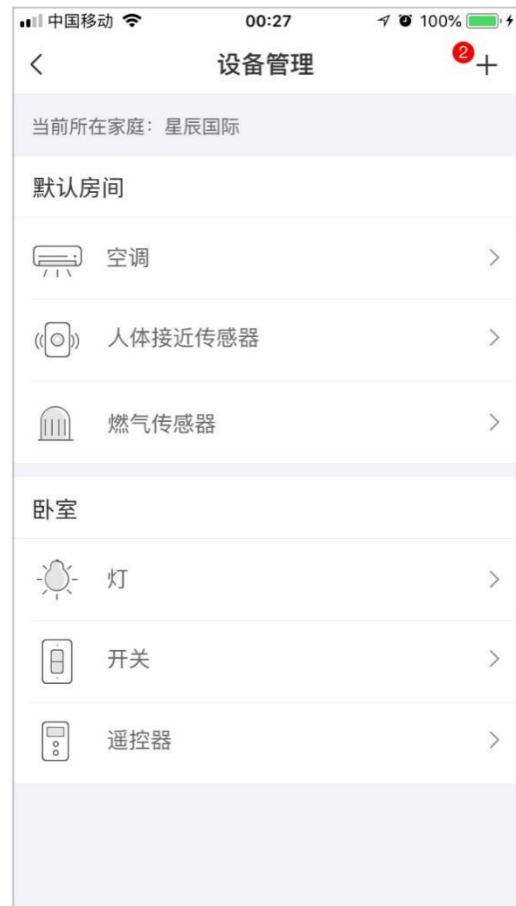 中国移动 00:27 100%
设备管理 2
当前所在家庭：星辰国际
默认房间
空调
人体接近传感器
燃气传感器
卧室
灯
开关
遥控器